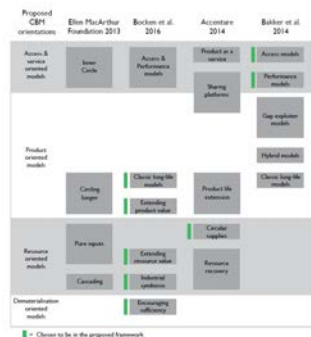 Proposed
CBM
orientations
Ellen MacArthur
Foundation 2013
Bocken et al.
2016
Accenture
2014
Bakker et al.
2014
Access &
service
oriented
models
Inner
Circle
Access &
Performance
models
Product as a
service
Sharing
platforms
Access models
Performance
models
Product
oriented
models
Gap exploiter
models
Hybrid models
Circling
longer
Classic long-life
models
Extending
product value
Product life
extension
Classic long-life
models
Resource
oriented
models
Pure inputs
Cascading
Extending
resource value
Industrial
symbiosis
Circular
supplies
Resource
recovery
Dematerialisation
oriented
models
Encouraging
sufficiency
= Chosen to be in the proposed framework